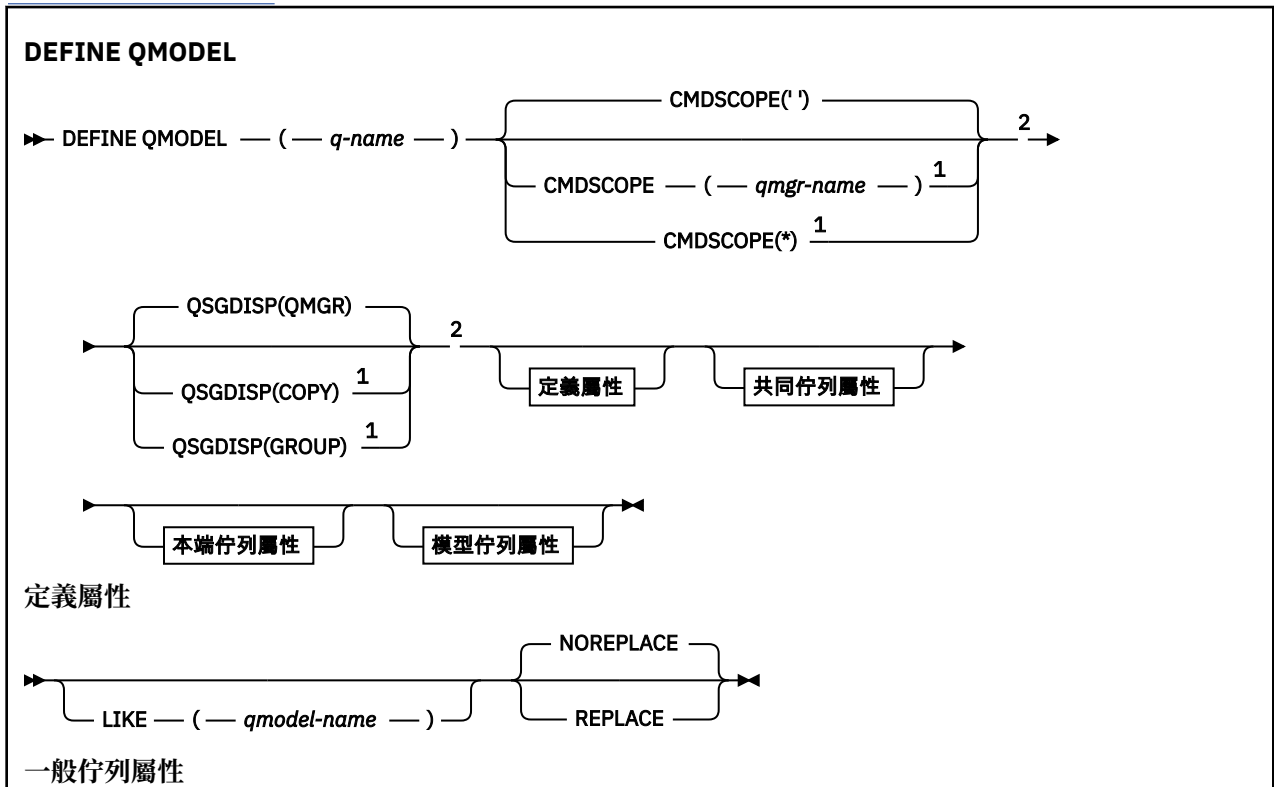 DEFINE QMODEL
CMDSCOPE(' ')
DEFINE QMODEL ( q-name ) 2
CMDSCOPE ( qmgr-name ) 1
CMDSCOPE(*) 1
QSGDISP(QMGR)
2
QSGDISP(COPY) 1
定義屬性 共同佇列屬性
QSGDISP(GROUP) 1
本端佇列屬性 模型佇列屬性
定義屬性
NOREPLACE
LIKE ( qmodel-name ) REPLACE
一般佇列屬性